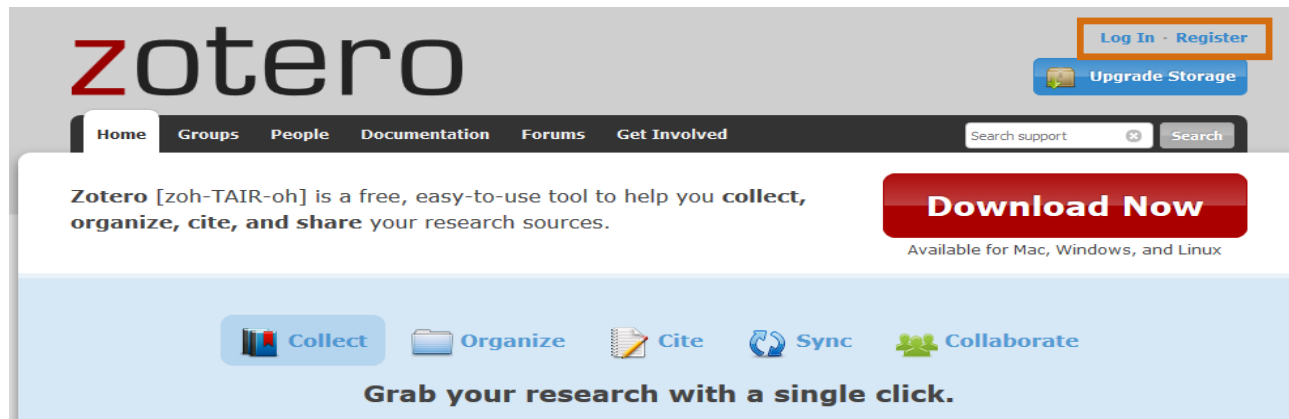 zotero
Log In · Register
Upgrade Storage
Home Groups People Documentation Forums Get Involved
Search support Search
Zotero [zoh-TAIR-oh] is a free, easy-to-use tool to help you collect,
organize, cite, and share your research sources.
Download Now
Available for Mac, Windows, and Linux
Collect Organize Cite Sync Collaborate
Grab your research with a single click.